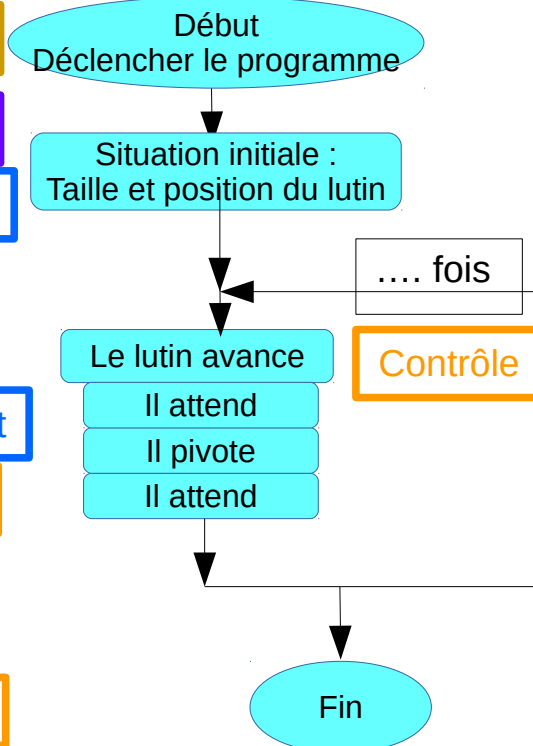 Début
Déclencher le programme
Situation initiale :
Taille et position du lutin
.... fois
Le lutin avance
Contrôle
Il attend
t
Il pivote
Il attend
Fin